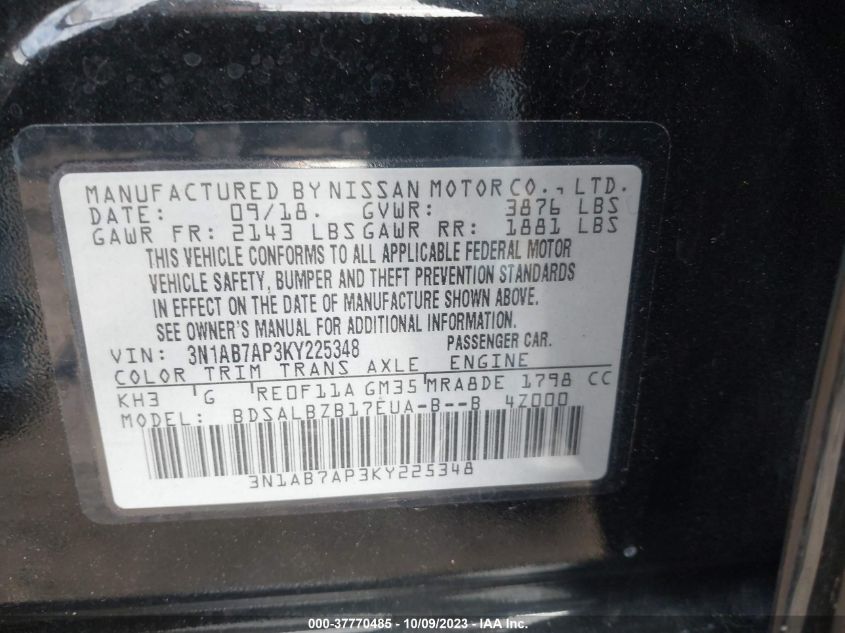 MANUFACTURED BY NISSAN MOTOR CO., LTD.
DATE: 09/18. GVWR: 3876 LBS
GAWR FR: 2143 LBS GAWR RR: 1881 LBS
THIS VEHICLE CONFORMS TO ALL APPLICABLE FEDERAL MOTOR
VEHICLE SAFETY, BUMPER AND THEFT PREVENTION STANDARDS
IN EFFECT ON THE DATE OF MANUFACTURE SHOWN ABOVE.
SEE OWNER'S MANUAL FOR ADDITIONAL INFORMATION.
VIN: 3N1AB7AP3KY225348 PASSENGER CAR.
COLOR TRIM TRANS AXLE ENGINE
KH3 G RE0F11A GM35 MRA8DE 1798 CC
MODEL: BDSALBZB17EUA-B--B 4Z000
3N1AB7AP3KY225348
000-37770485 - 10/09/2023 - IAA Inc.